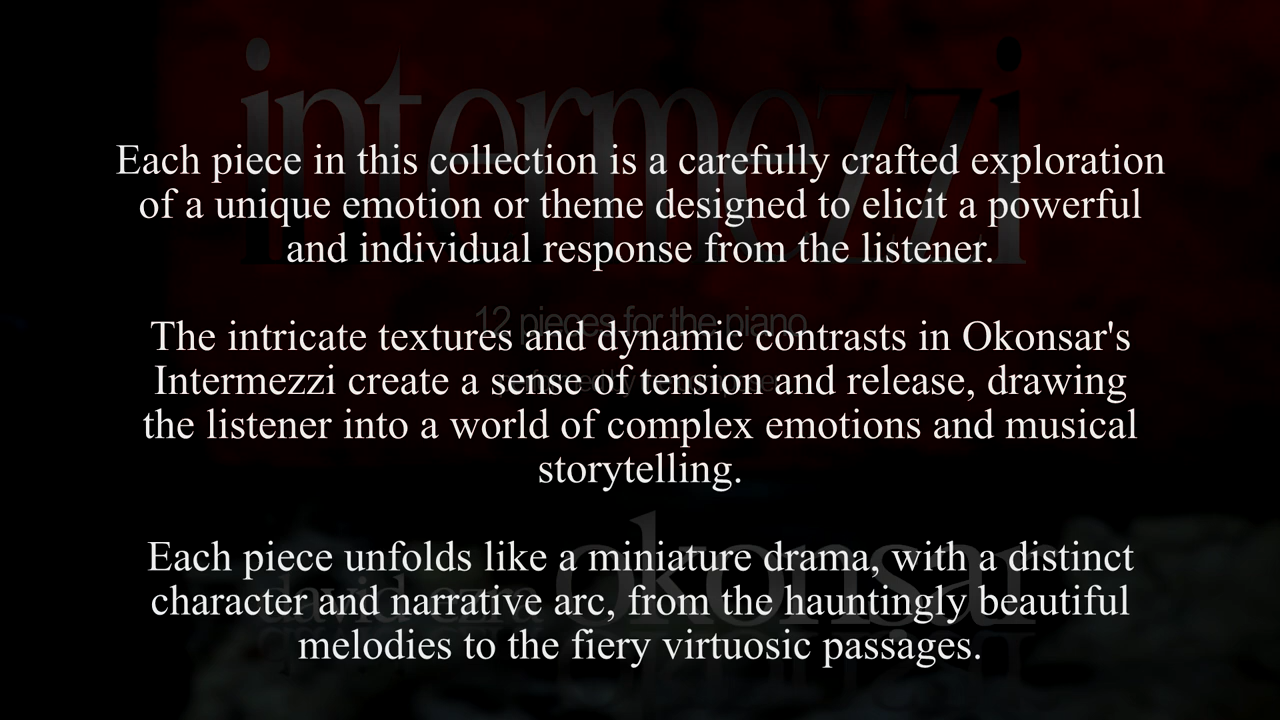 intermezzi
Each piece in this collection is a carefully crafted exploration
of a unique emotion or theme designed to elicit a powerful
and individual response from the listener.
12 pieces for the piano
The intricate textures and dynamic contrasts in Okonsar's
Intermezzi create a sense of tension and release, drawing
the listener into a world of complex emotions and musical
storytelling.
Each piece unfolds like a miniature drama, with a distinct
david ezra okonsar
character and narrative arc, from the hauntingly beautiful
melodies to the fiery virtuosic passages.